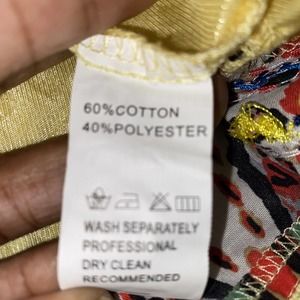 60%COTTON
40%POLYESTER
WASH SEPARATELY
PROFESSIONAL
DRY CLEAN
RECOMMENDED